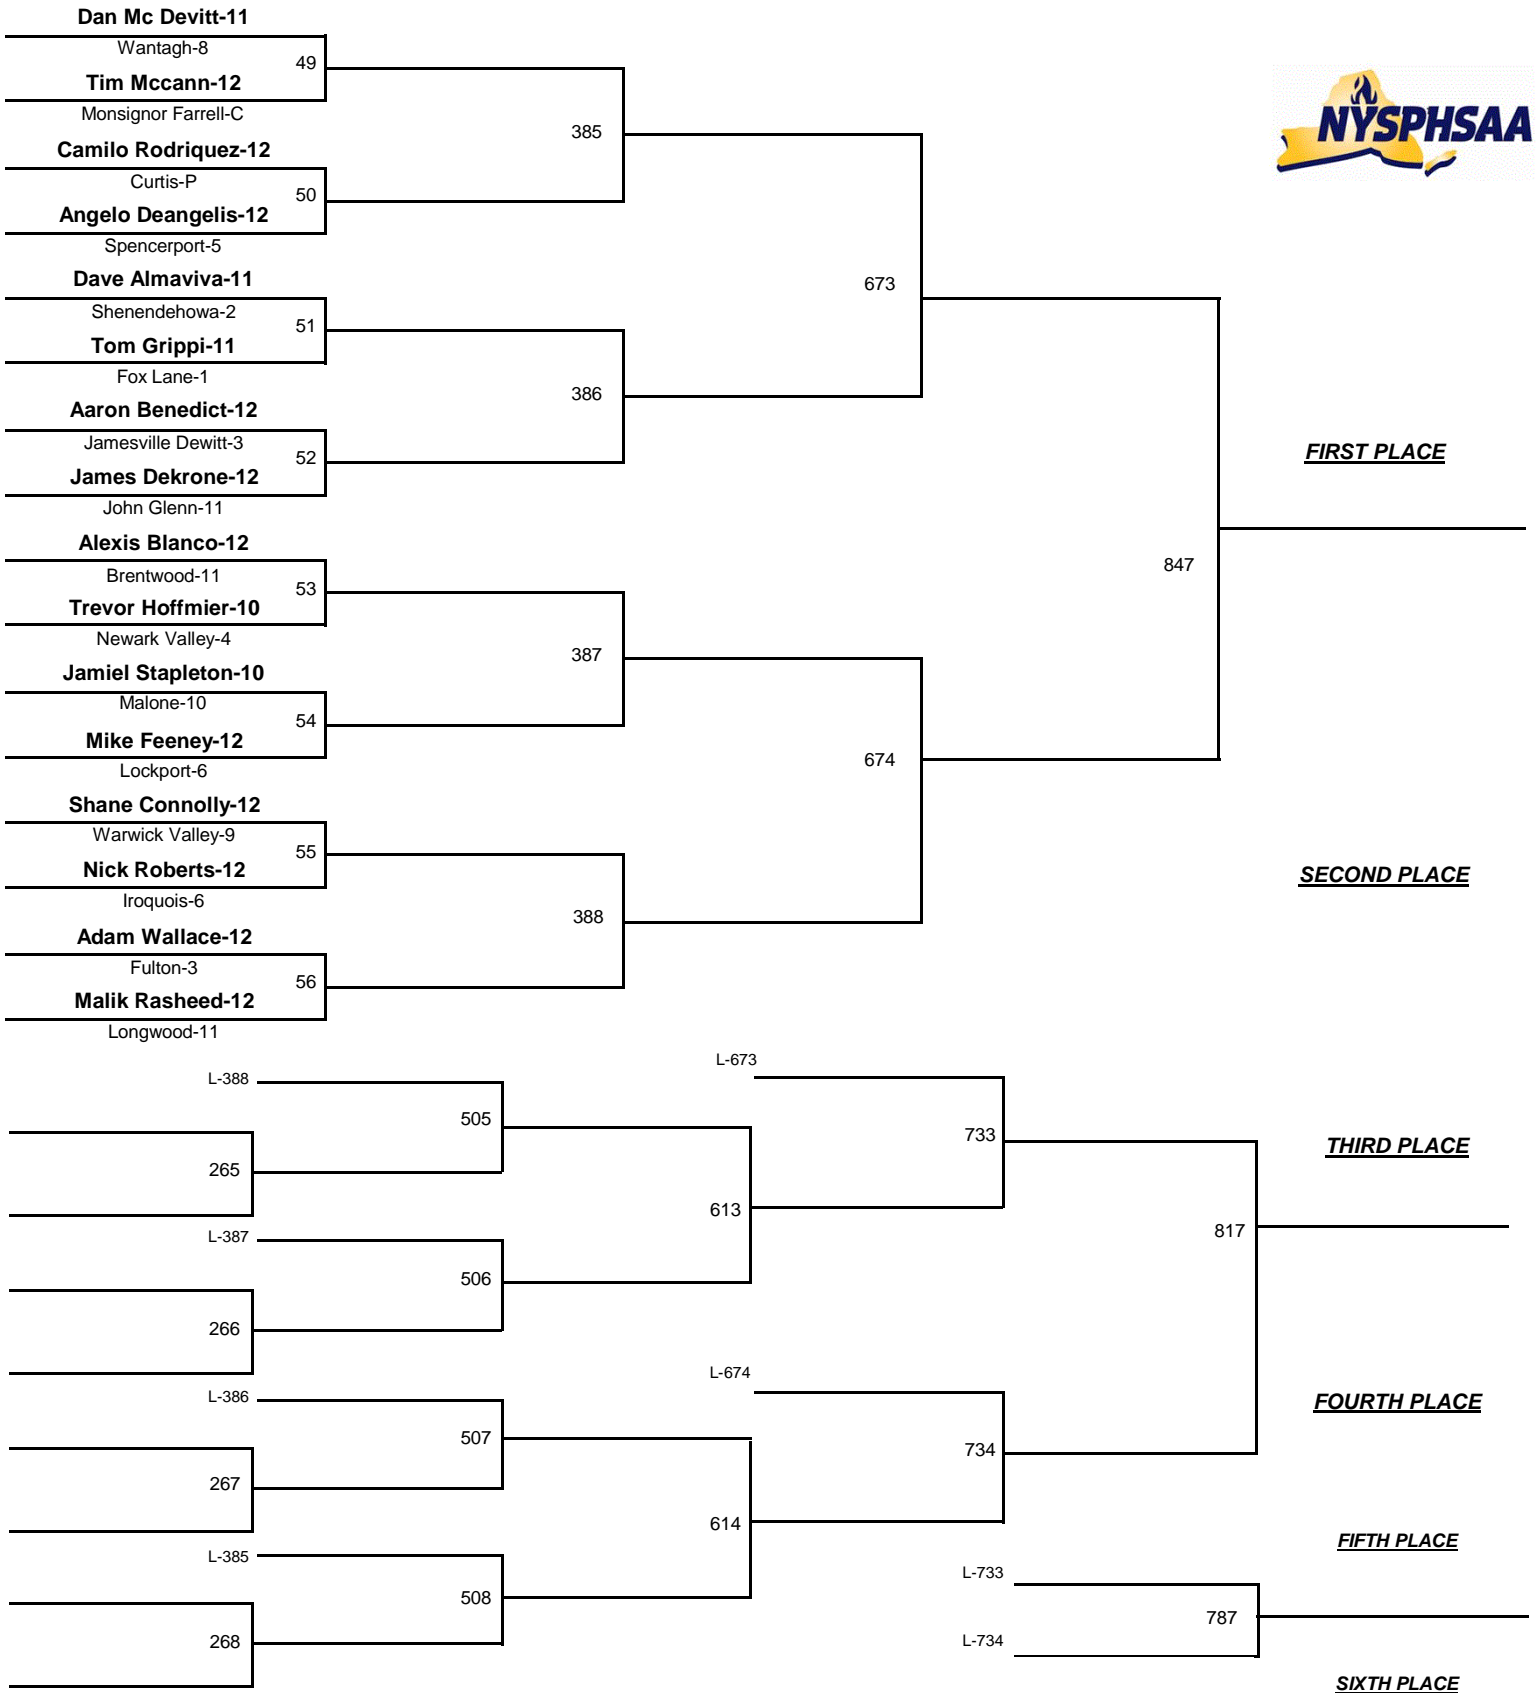 Dan Mc Devitt-11
Wantagh-8
49
Tim Mccann-12
Monsignor Farrell-C
385
Camilo Rodriquez-12
Curtis-P
50
Angelo Deangelis-12
Spencerport-5
NYSPHSAA
Dave Almaviva-11
673
Shenendehowa-2
51
Tom Grippi-11
Fox Lane-1
386
Aaron Benedict-12
Jamesville Dewitt-3
52
FIRST PLACE
James Dekrone-12
John Glenn-11
Alexis Blanco-12
847
Brentwood-11
53
Trevor Hoffmier-10
Newark Valley-4
387
Jamiel Stapleton-10
Malone-10
54
Mike Feeney-12
674
Lockport-6
Shane Connolly-12
Warwick Valley-9
55
Nick Roberts-12
SECOND PLACE
Iroquois-6
388
Adam Wallace-12
Fulton-3
56
Malik Rasheed-12
Longwood-11
L-673
L-388
505
733
THIRD PLACE
265
613
L-387
817
506
266
L-674
L-386
FOURTH PLACE
507
734
267
614
FIFTH PLACE
L-385
L-733
508
787
268
L-734
SIXTH PLACE